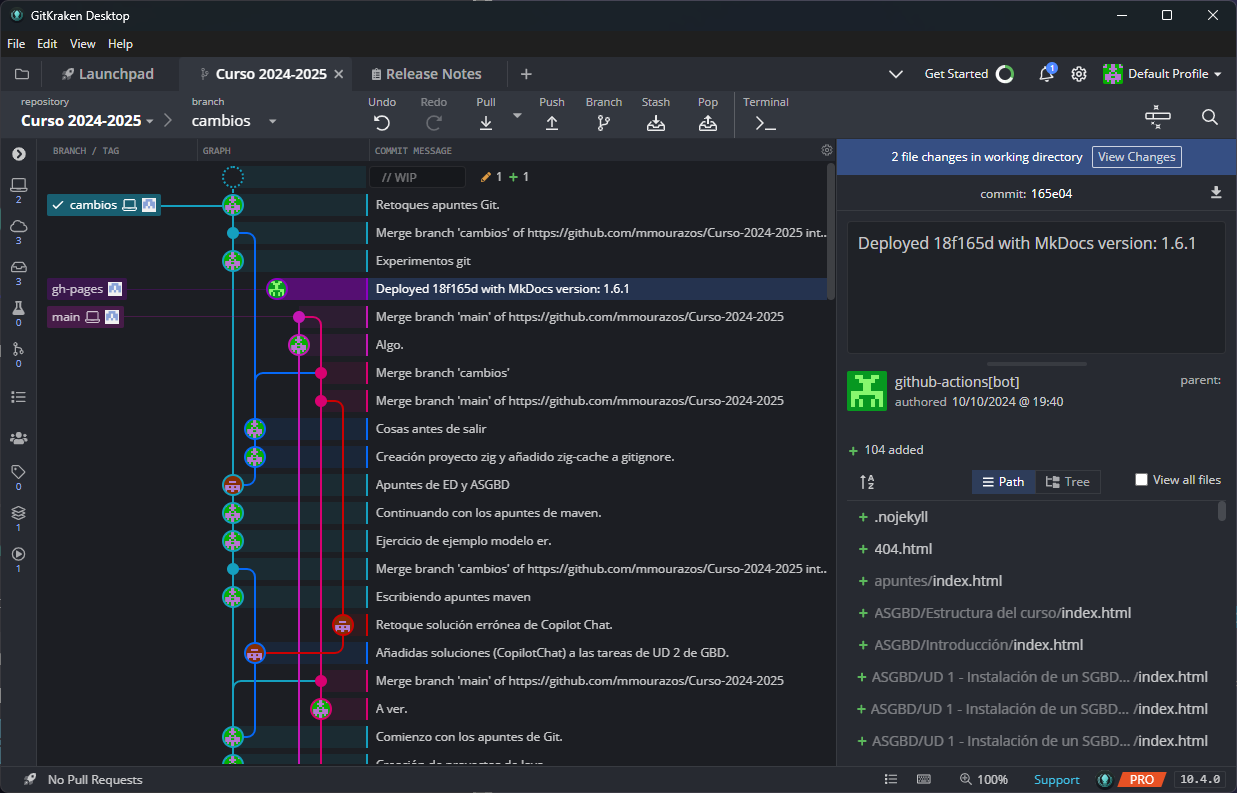 GitKraken Desktop
File Edit View Help
Launchpad Curso 2024-2025 Release Notes Get Started 1 Default Profile
repository branch Undo Redo Pull Push Branch Stash Pop Terminal
Curso 2024-2025 cambios
BRANCH / TAG GRAPH COMMIT MESSAGE
2 file changes in working directory View Changes
// WIP 1 + 1
commit: 165e04
cambios Retoques apuntes Git.
2
Merge branch 'cambios' of https://github.com/mmourazos/Curso-2024-2025 int...
3
Experimentos git
gh-pages Deployed 18f165d with MkDocs version: 1.6.1
3
main Merge branch 'main' of https://github.com/mmourazos/Curso-2024-2025
0
Algo.
0
Merge branch 'cambios'
Merge branch 'main' of https://github.com/mmourazos/Curso-2024-2025
Cosas antes de salir
Creación proyecto zig y añadido zig-cache a gitignore.
Apuntes de ED y ASGBD
0
Continuando con los apuntes de maven.
1
Ejercicio de ejemplo modelo er.
Merge branch 'cambios' of https://github.com/mmourazos/Curso-2024-2025 int...
1
Escribiendo apuntes maven
Retoque solución errónea de Copilot Chat.
Añadidas soluciones (CopilotChat) a las tareas de UD 2 de GBD.
Merge branch 'main' of https://github.com/mmourazos/Curso-2024-2025
A ver.
Comienzo con los apuntes de Git.
Deployed 18f165d with MkDocs version: 1.6.1
github-actions[bot] parent:
authored 10/10/2024 @ 19:40
+ 104 added
A Z Path Tree View all files
+ .nojekyll
+ 404.html
+ apuntes/index.html
+ ASGBD/Estructura del curso/index.html
+ ASGBD/Introducción/index.html
+ ASGBD/UD 1 - Instalación de un SGBD... /index.html
+ ASGBD/UD 1 - Instalación de un SGBD... /index.html
+ ASGBD/UD 1 - Instalación de un SGBD... /index.html
No Pull Requests 100% Support PRO 10.4.0